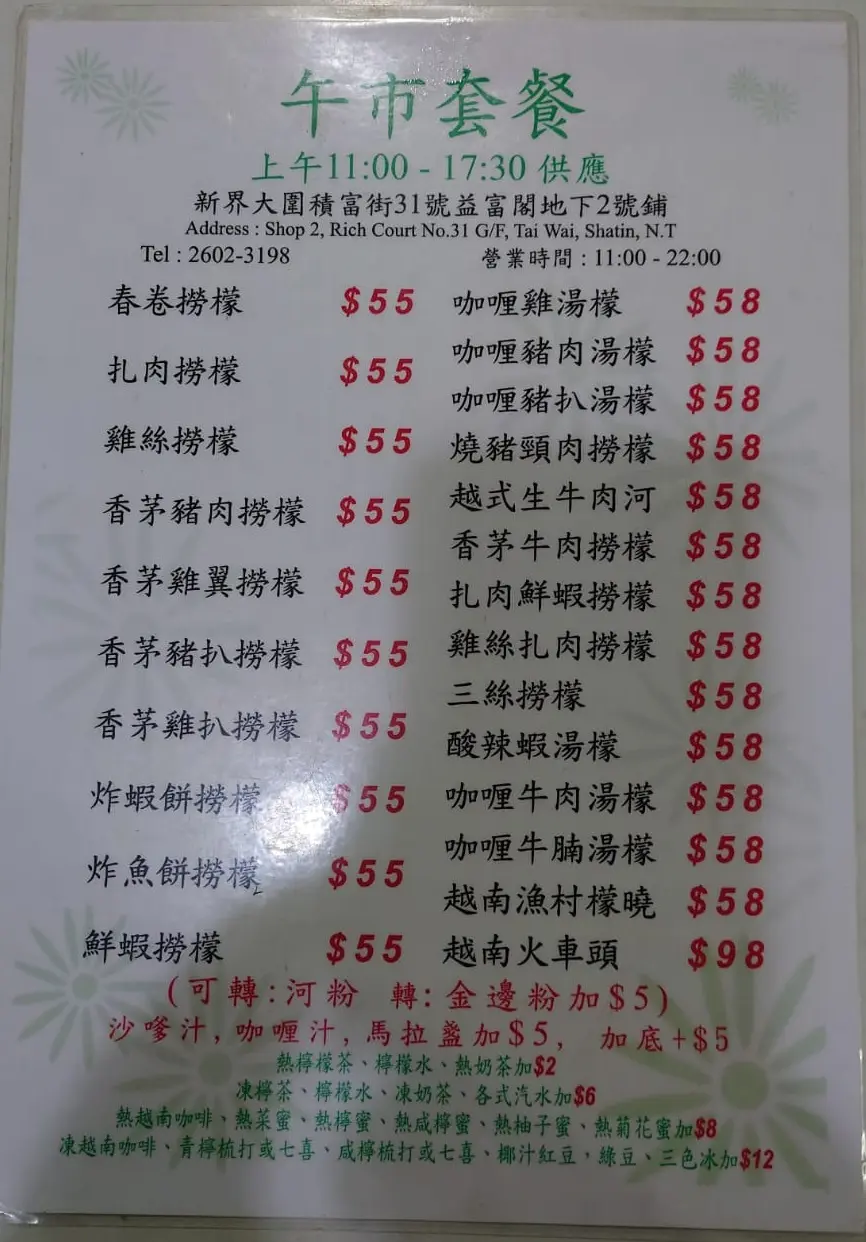 午市套餐
上午11:00 - 17:30 供應
新界大圍積富街31號益富閣地下2號鋪
Address : Shop 2, Rich Court No.31 G/F, Tai Wai, Shatin, N.T
Tel : 2602-3198 營業時間 : 11:00 - 22:00
春卷撈檬 $55
扎肉撈檬 $55
雞絲撈檬 $55
香茅豬肉撈檬 $55
香茅雞翼撈檬 $55
香茅豬扒撈檬 $55
香茅雞扒撈檬 $55
炸蝦餅撈檬 $55
炸魚餅撈檬 $55
鮮蝦撈檬 $55
咖喱雞湯檬 $58
咖喱豬肉湯檬 $58
咖喱豬扒湯檬 $58
燒豬頸肉撈檬 $58
越式生牛肉河 $58
香茅牛肉撈檬 $58
扎肉鮮蝦撈檬 $58
雞絲扎肉撈檬 $58
三絲撈檬 $58
酸辣蝦湯檬 $58
咖喱牛肉湯檬 $58
咖喱牛腩湯檬 $58
越南漁村檬曉 $58
越南火車頭 $98
(可轉:河粉 轉:金邊粉加$5)
沙嗲汁,咖喱汁,馬拉盞加$5, 加底+$5
熱檸檬茶、檸檬水、熱奶茶加$2
凍檸茶、檸檬水、凍奶茶、各式汽水加$6
熱越南咖啡、熱菜蜜、熱檸蜜、熱咸檸蜜、熱柚子蜜、熱菊花蜜加$8
凍越南咖啡、青檸梳打或七喜、咸檸梳打或七喜、椰汁紅豆，綠豆、三色冰加$12